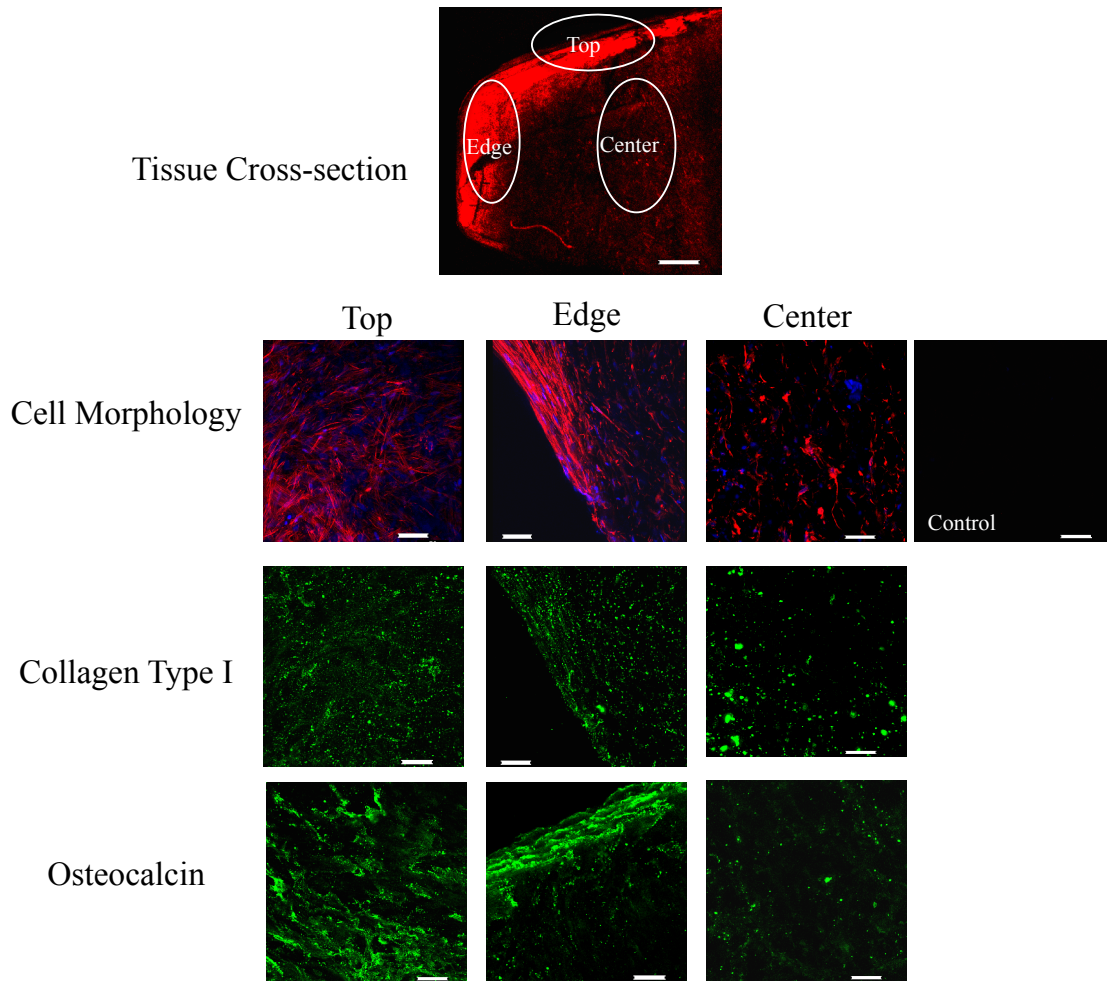 Top
Edge
Center
Tissue Cross-section
Top
Edge
Center
Cell Morphology
Control
Collagen Type I
Osteocalcin